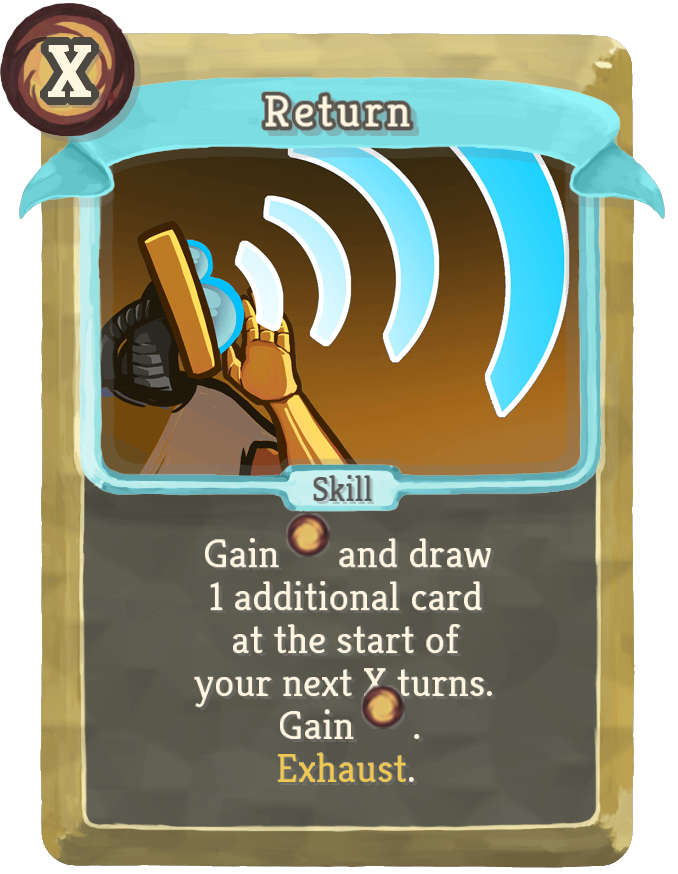 X
Return
Skill
Gain and draw
1 additional card
at the start of
your next X turns.
Gain .
Exhaust.